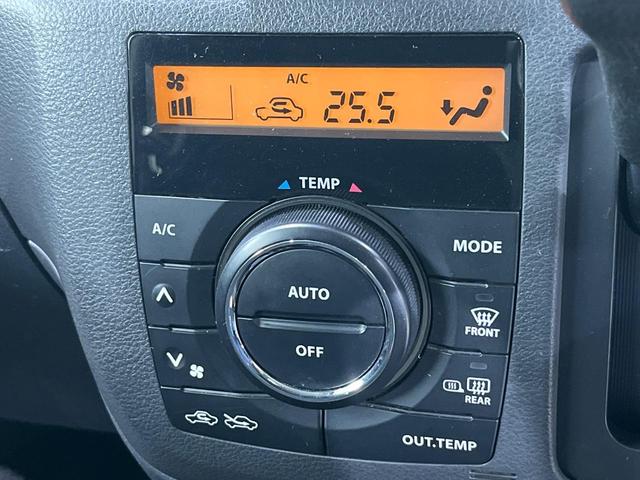 A/C
25.5
TEMP
A/C
MODE
AUTO
OFF
FRONT
REAR
OUT.TEMP